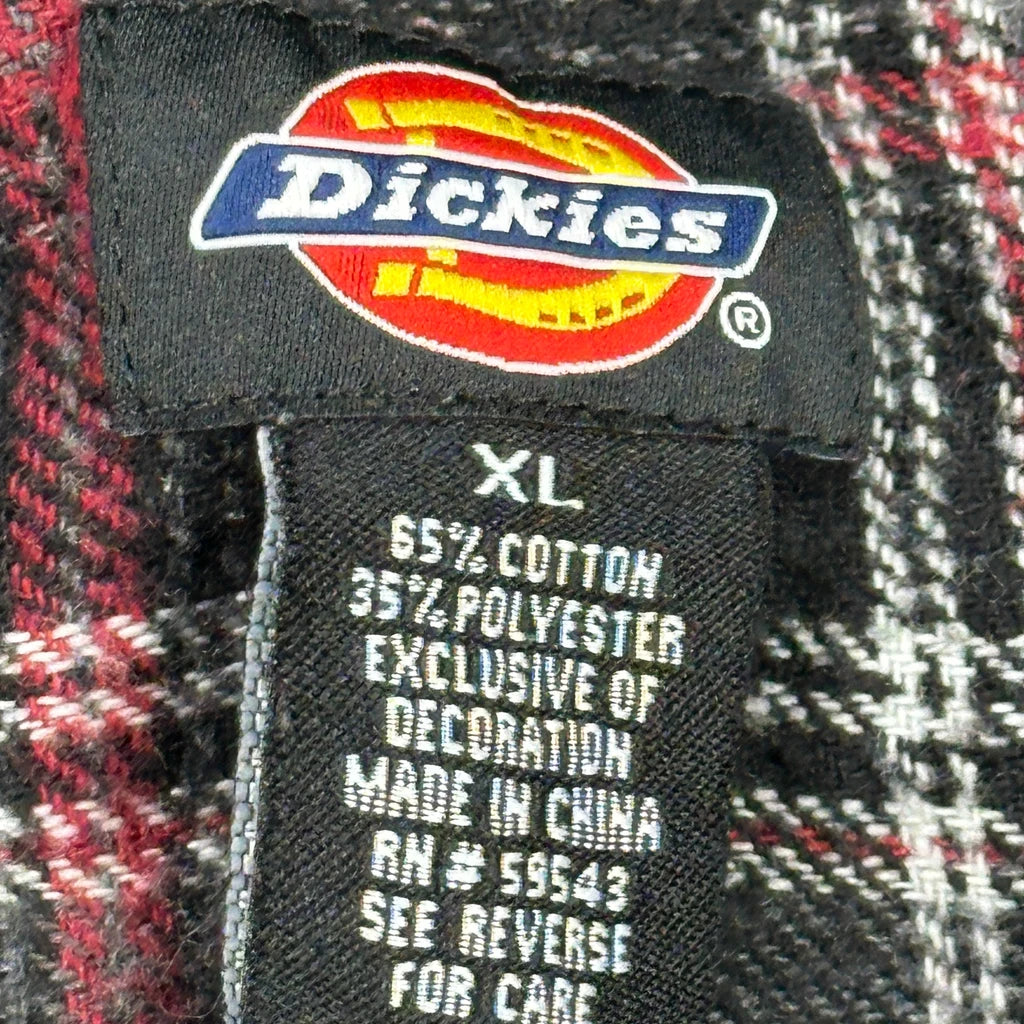 Dickies
®
XL
65% COTTON
35% POLYESTER
EXCLUSIVE OF
DECORATION
MADE IN CHINA
RN # 59543
SEE REVERSE
FOR CARE